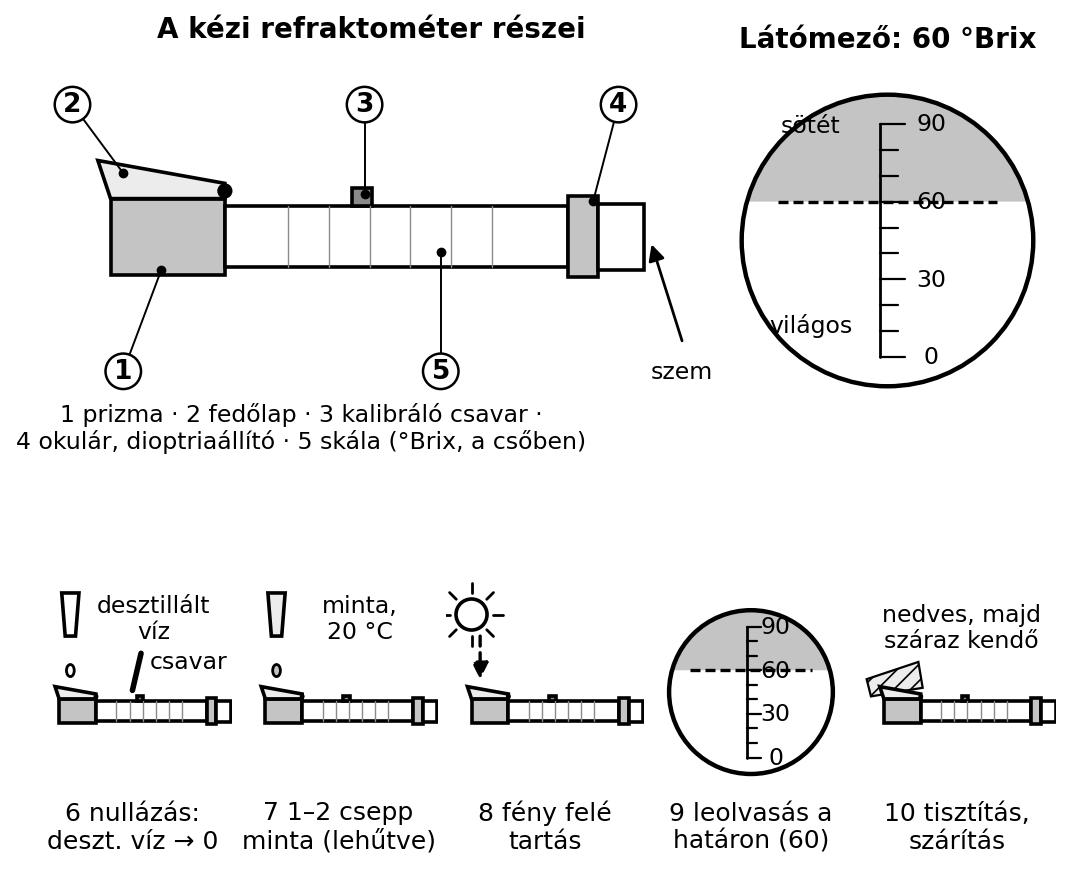 A kézi refraktométer részei
Látómező: 60 °Brix
2
3
4
sötét
90
60
30
világos
0
1
5
szem
1 prizma · 2 fedőlap · 3 kalibráló csavar ·
4 okulár, dioptriaállító · 5 skála (°Brix, a csőben)
desztillált
víz
csavar
minta,
20 °C
90
60
30
0
nedves, majd
száraz kendő
6 nullázás:
deszt. víz → 0
7 1–2 csepp
minta (lehűtve)
8 fény felé
tartás
9 leolvasás a
határon (60)
10 tisztítás,
szárítás